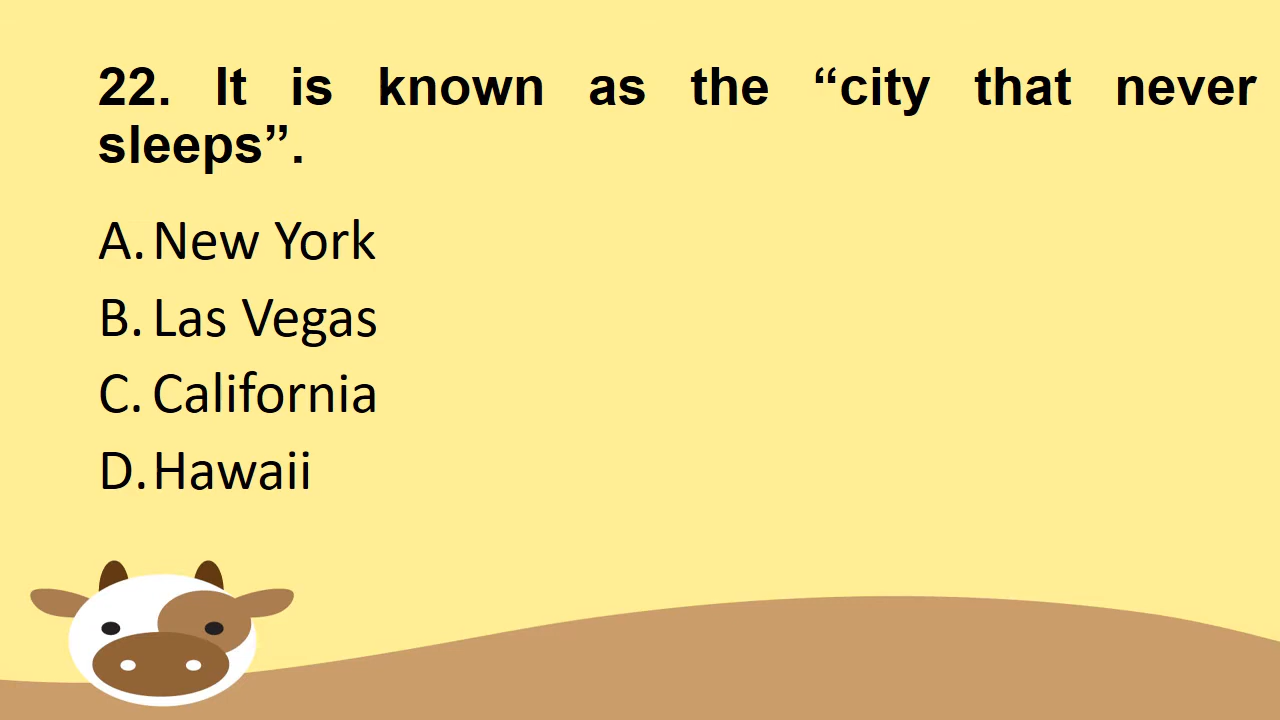 22. It is known as the “city that never
sleeps”.
A. New York
B. Las Vegas
C. California
D. Hawaii